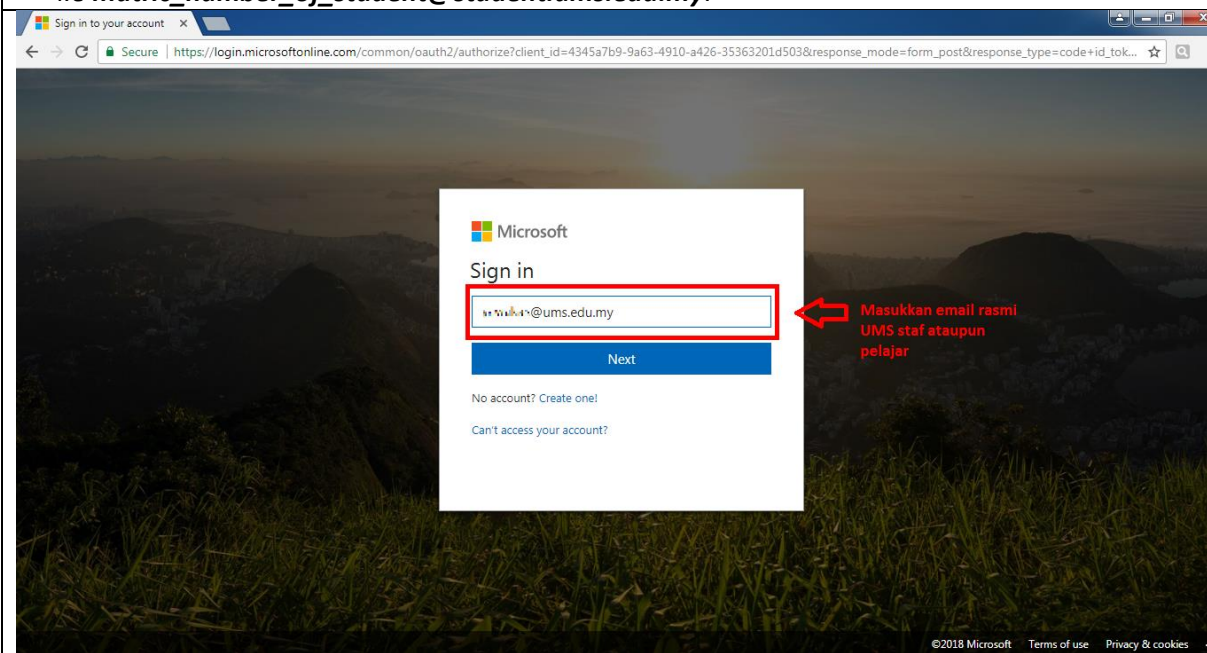 Sign in to your account
Secure | https://login.microsoftonline.com/common/oauth2/authorize?client_id=4345a7b9-9a63-4910-a426-35363201d503&response_mode=form_post&response_type=code+id_tok...
Microsoft
Sign in
@ums.edu.my
Masukkan email rasmi
UMS staf ataupun
pelajar
Next
No account? Create one!
Can't access your account?
©2018 Microsoft Terms of use Privacy & cookies